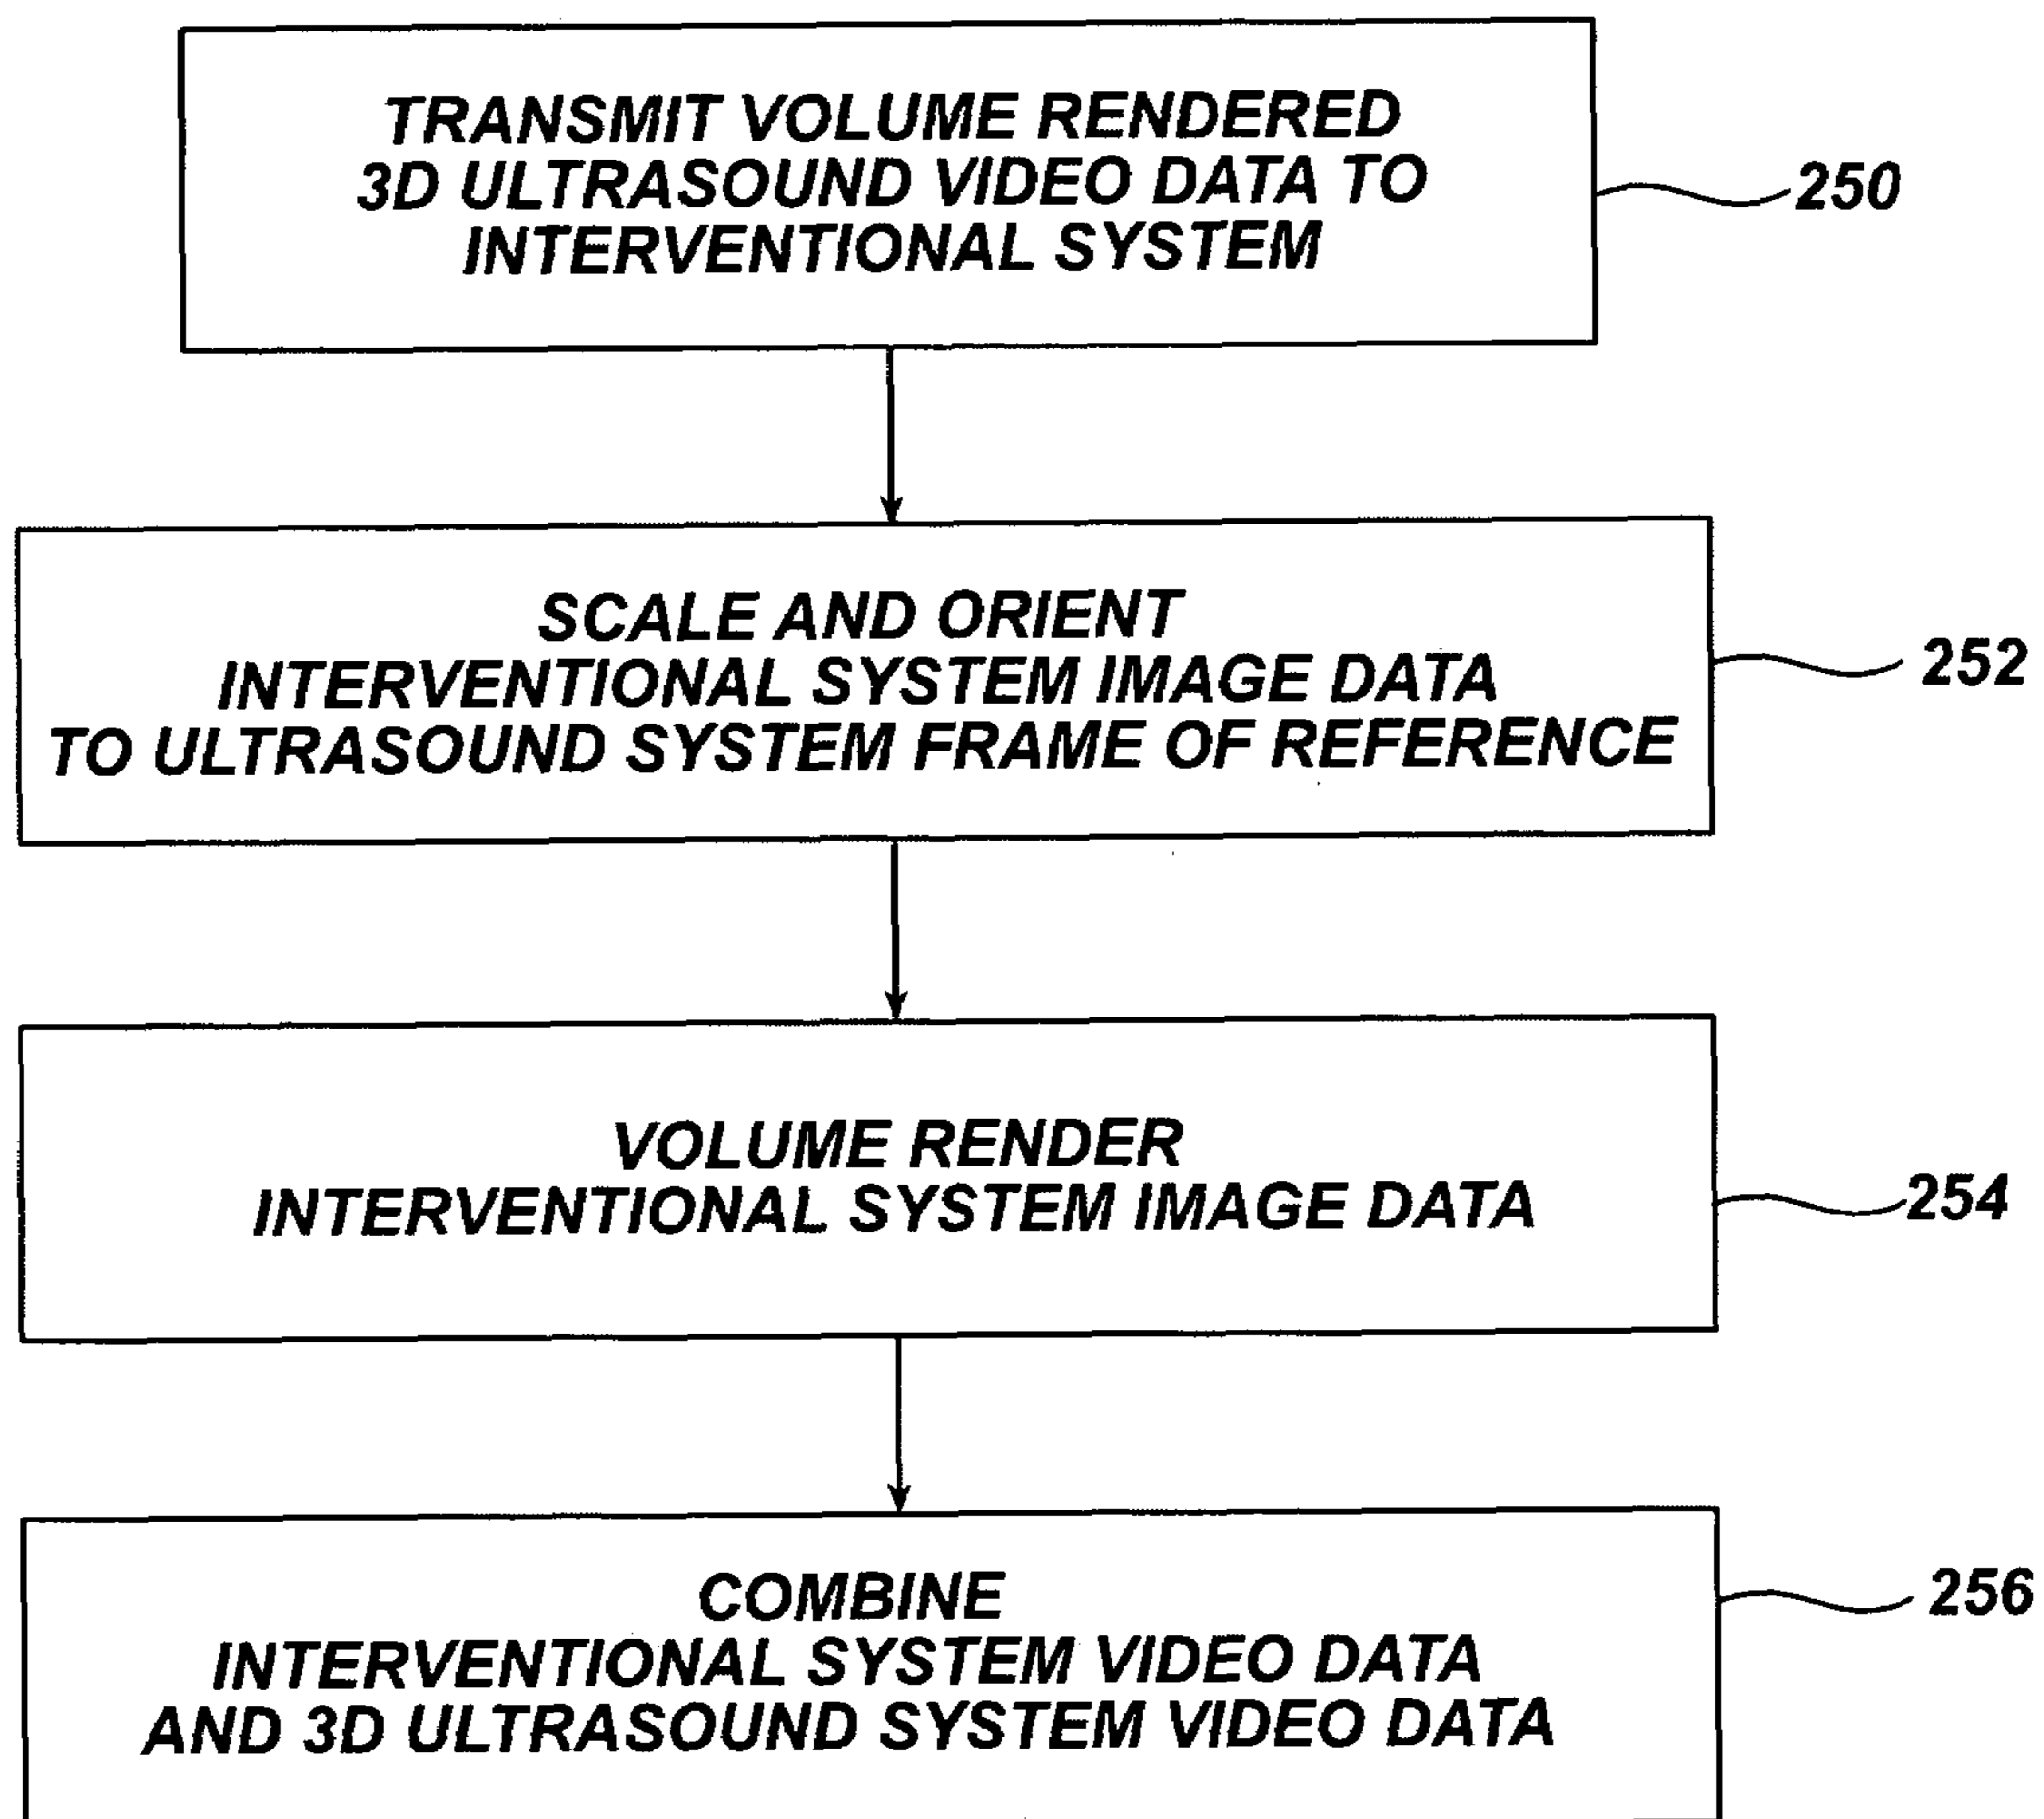 TRANSMIT VOLUME RENDERED
3D ULTRASOUND VIDEO DATA TO
INTERVENTIONAL SYSTEM
250
SCALE AND ORIENT
INTERVENTIONAL SYSTEM IMAGE DATA
TO ULTRASOUND SYSTEM FRAME OF REFERENCE
252
VOLUME RENDER
INTERVENTIONAL SYSTEM IMAGE DATA
254
COMBINE
INTERVENTIONAL SYSTEM VIDEO DATA
AND 3D ULTRASOUND SYSTEM VIDEO DATA
256